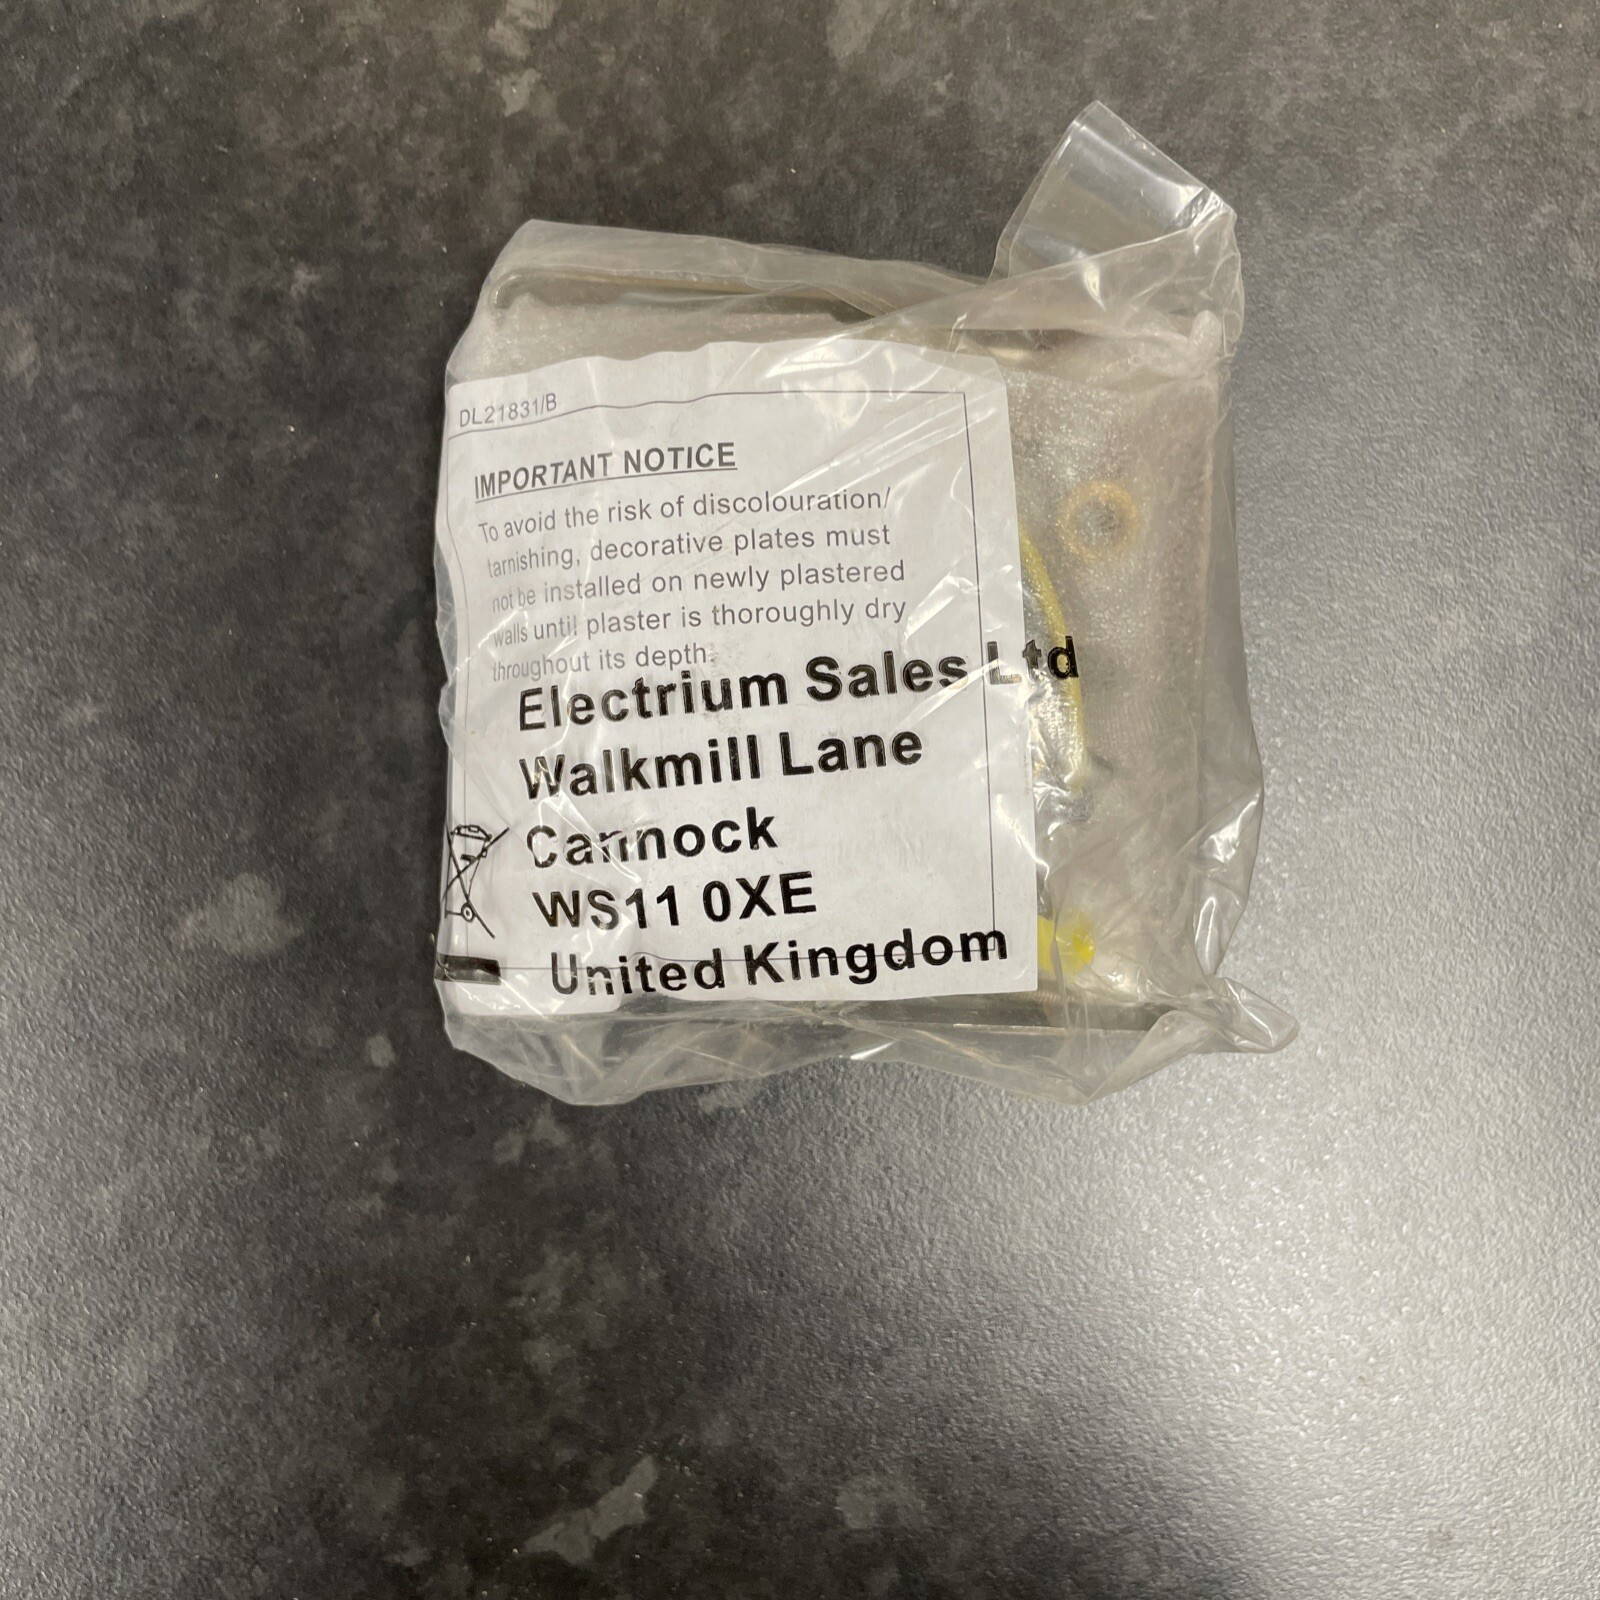 DL21831/B
IMPORTANT NOTICE
To avoid the risk of discolouration/
tarnishing, decorative plates must
not be installed on newly plastered
walls until plaster is thoroughly dry
throughout its depth.
Electrium Sales Ltd
Walkmill Lane
Cannock
WS11 0XE
United Kingdom